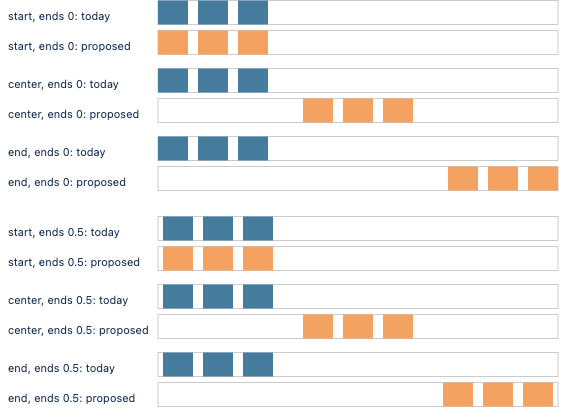 start, ends 0: today
start, ends 0: proposed
center, ends 0: today
center, ends 0: proposed
end, ends 0: today
end, ends 0: proposed
start, ends 0.5: today
start, ends 0.5: proposed
center, ends 0.5: today
center, ends 0.5: proposed
end, ends 0.5: today
end, ends 0.5: proposed